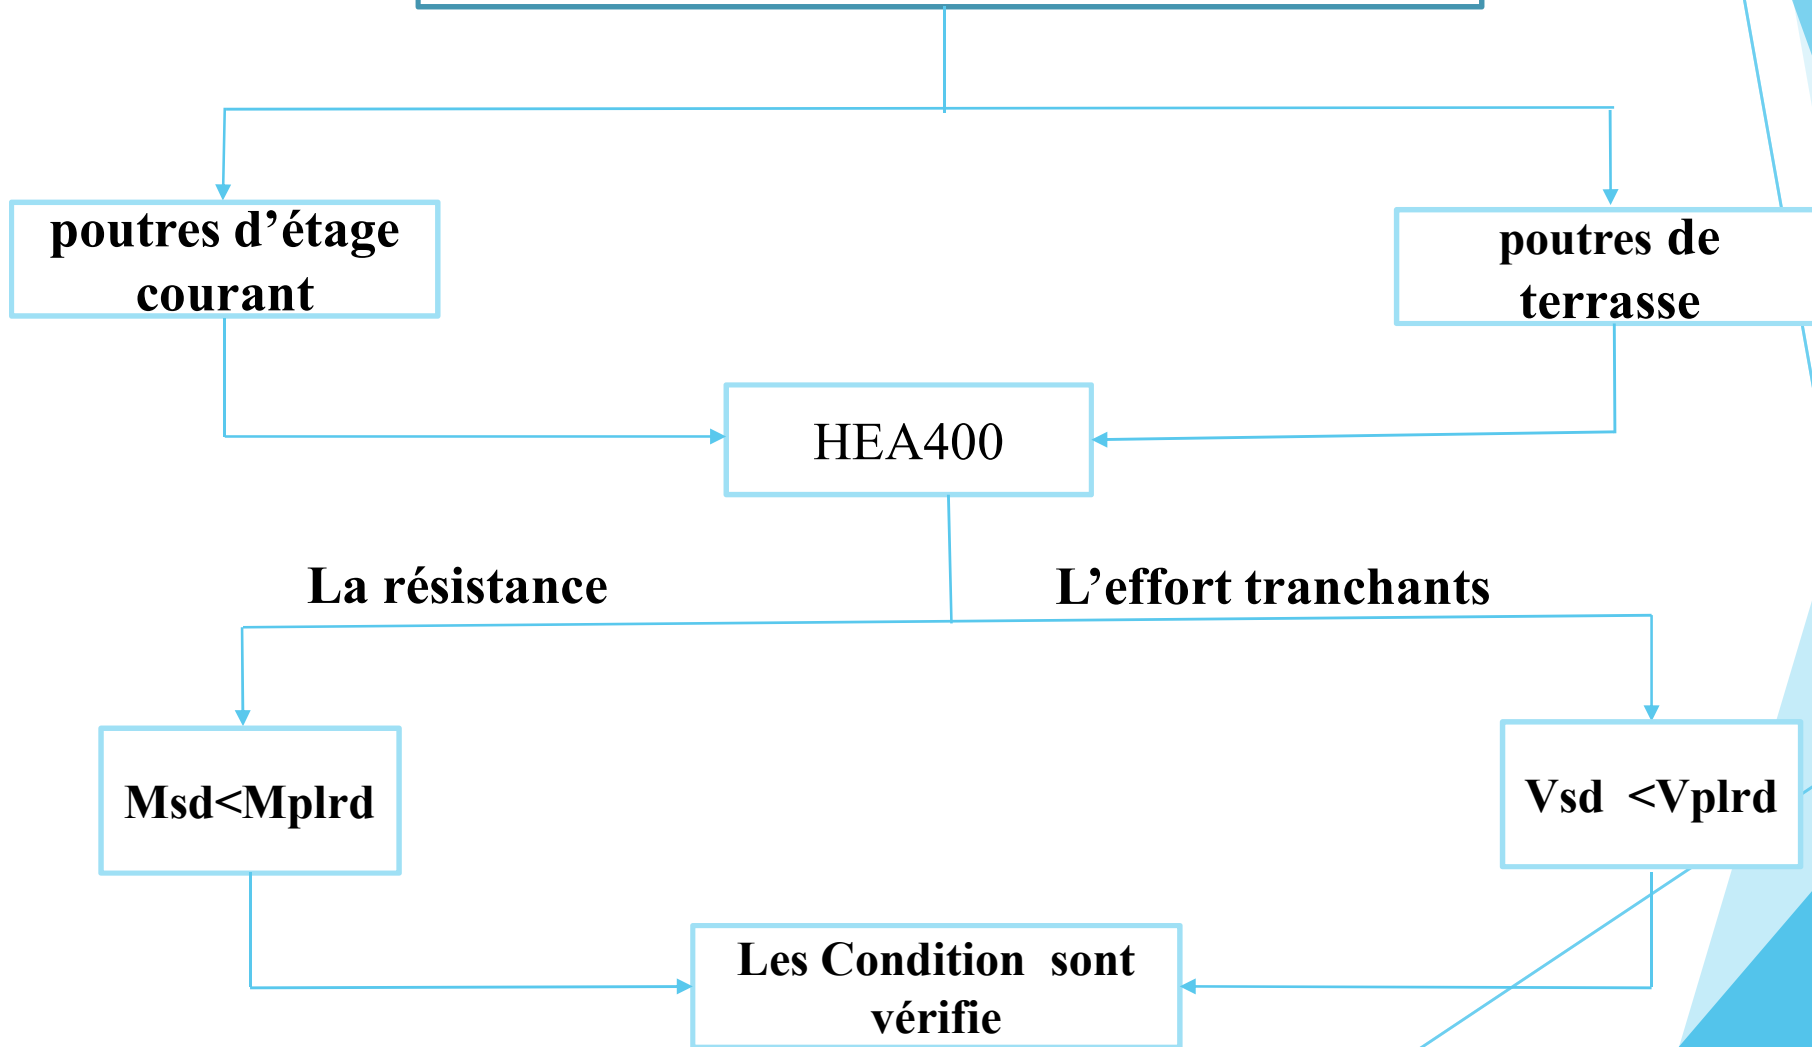 poutres d’étage
courant
poutres de
terrasse
HEA400
La résistance
L’effort tranchants
Msd<Mplrd
Vsd  <Vplrd
Les Condition  sont
vérifie